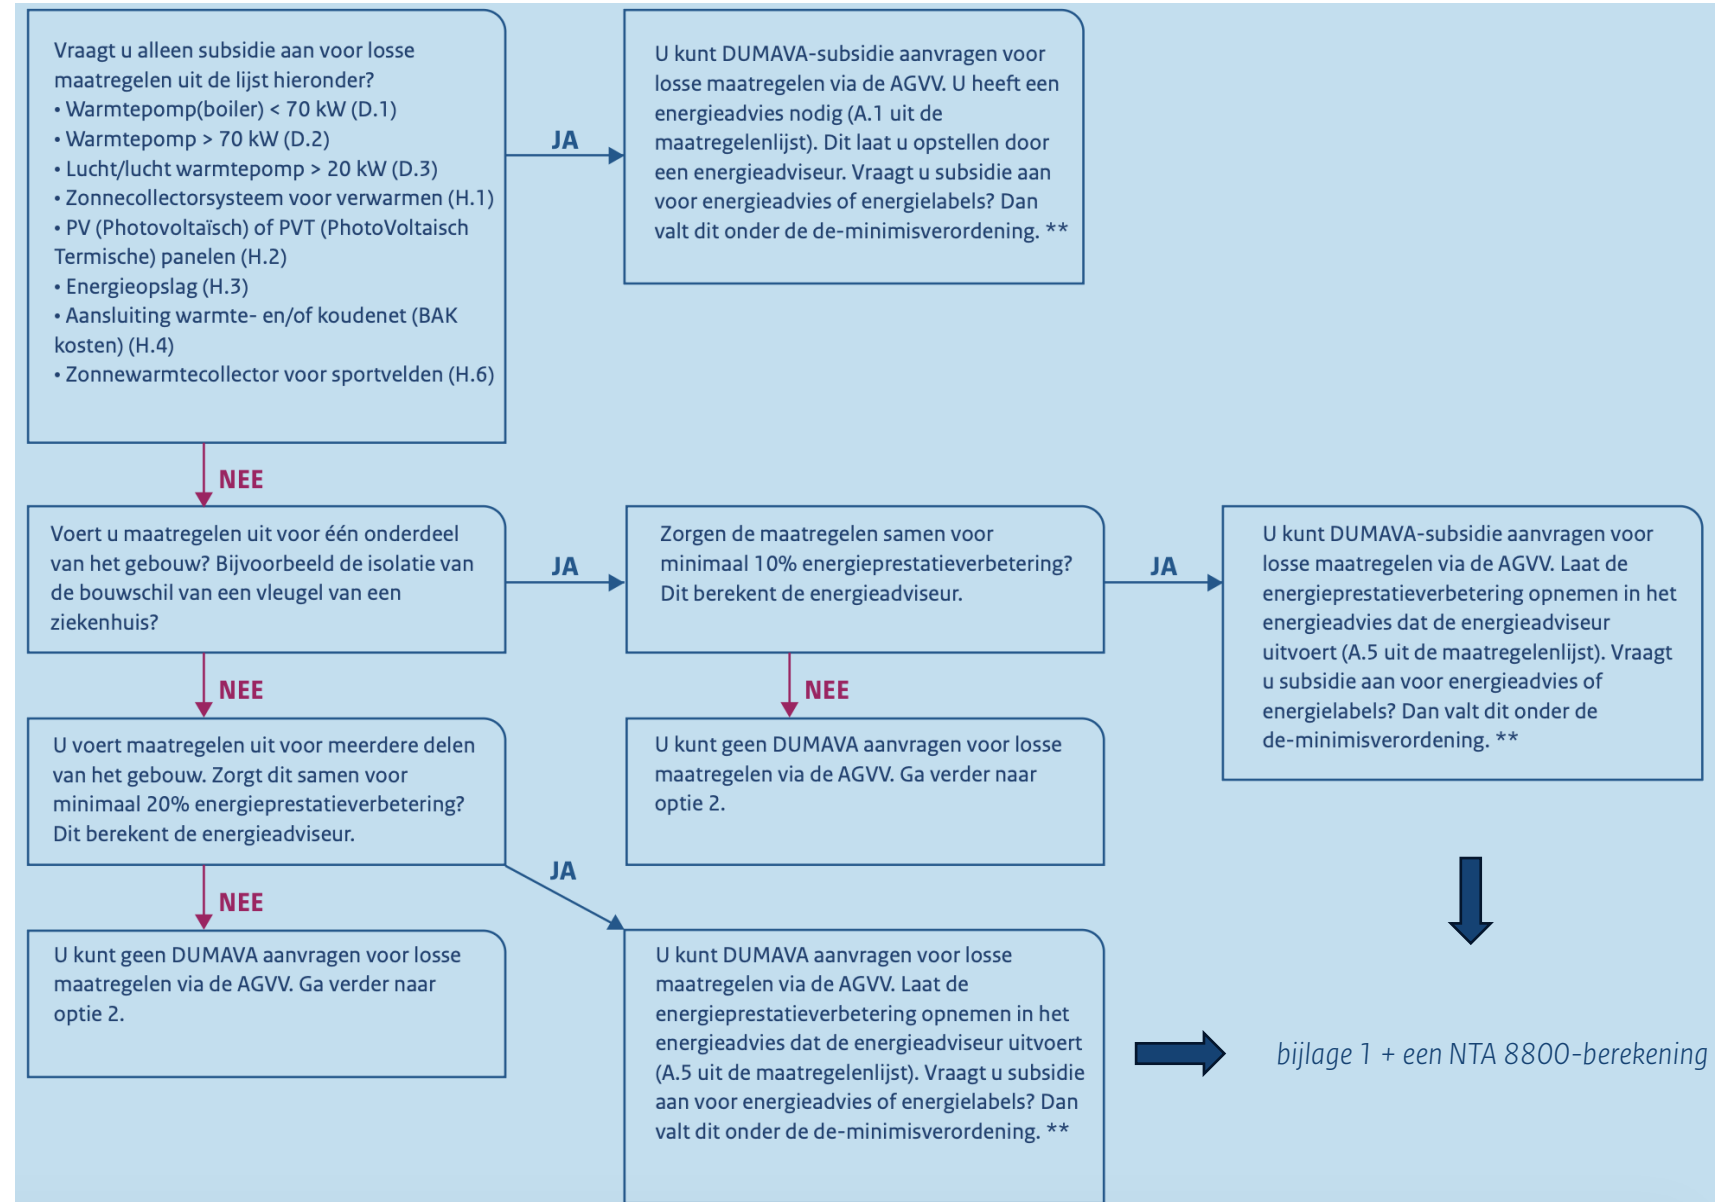 Vraagt u alleen subsidie aan voor losse
maatregelen uit de lijst hieronder?
• Warmtepomp(boiler) < 70 kW (D.1)
• Warmtepomp > 70 kW (D.2)
• Lucht/lucht warmtepomp > 20 kW (D.3)
• Zonnecollectorsysteem voor verwarmen (H.1)
• PV (Photovoltaïsch) of PVT (PhotoVoltaisch
Termische) panelen (H.2)
• Energieopslag (H.3)
• Aansluiting warmte- en/of koudenet (BAK
kosten) (H.4)
• Zonnewarmtecollector voor sportvelden (H.6)
JA
U kunt DUMAVA-subsidie aanvragen voor
losse maatregelen via de AGVV. U heeft een
energieadvies nodig (A.1 uit de
maatregelenlijst). Dit laat u opstellen door
een energieadviseur. Vraagt u subsidie aan
voor energieadvies of energielabels? Dan
valt dit onder de de-minimisverordening. **
NEE
Voert u maatregelen uit voor één onderdeel
van het gebouw? Bijvoorbeeld de isolatie van
de bouwschil van een vleugel van een
ziekenhuis?
JA
Zorgen de maatregelen samen voor
minimaal 10% energieprestatieverbetering?
Dit berekent de energieadviseur.
JA
U kunt DUMAVA-subsidie aanvragen voor
losse maatregelen via de AGVV. Laat de
energieprestatieverbetering opnemen in het
energieadvies dat de energieadviseur
uitvoert (A.5 uit de maatregelenlijst). Vraagt
u subsidie aan voor energieadvies of
energielabels? Dan valt dit onder de
de-minimisverordening. **
NEE
NEE
U voert maatregelen uit voor meerdere delen
van het gebouw. Zorgt dit samen voor
minimaal 20% energieprestatieverbetering?
Dit berekent de energieadviseur.
U kunt geen DUMAVA aanvragen voor losse
maatregelen via de AGVV. Ga verder naar
optie 2.
JA
NEE
U kunt geen DUMAVA aanvragen voor losse
maatregelen via de AGVV. Ga verder naar
optie 2.
U kunt DUMAVA aanvragen voor losse
maatregelen via de AGVV. Laat de
energieprestatieverbetering opnemen in het
energieadvies dat de energieadviseur uitvoert
(A.5 uit de maatregelenlijst). Vraagt u subsidie
aan voor energieadvies of energielabels? Dan
valt dit onder de de-minimisverordening. **
bijlage 1 + een NTA 8800-berekening